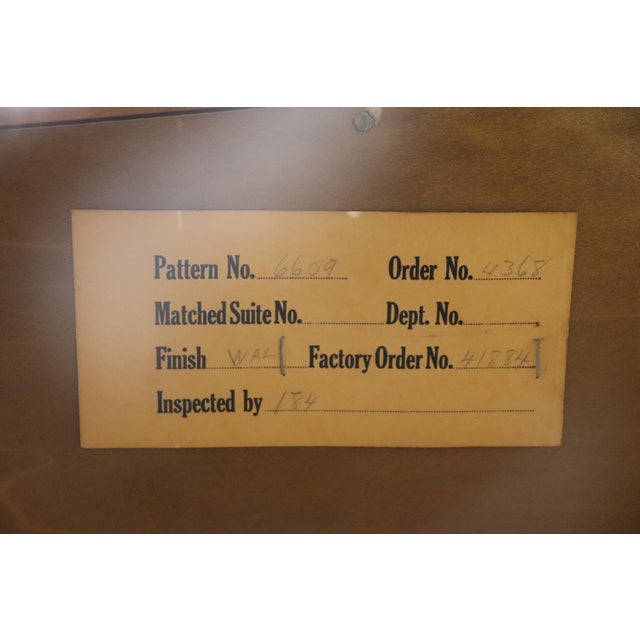 Pattern No. 6609 Order No. 4368
Matched Suite No. Dept. No.
Finish WAL Factory Order No. 41884
Inspected by 184